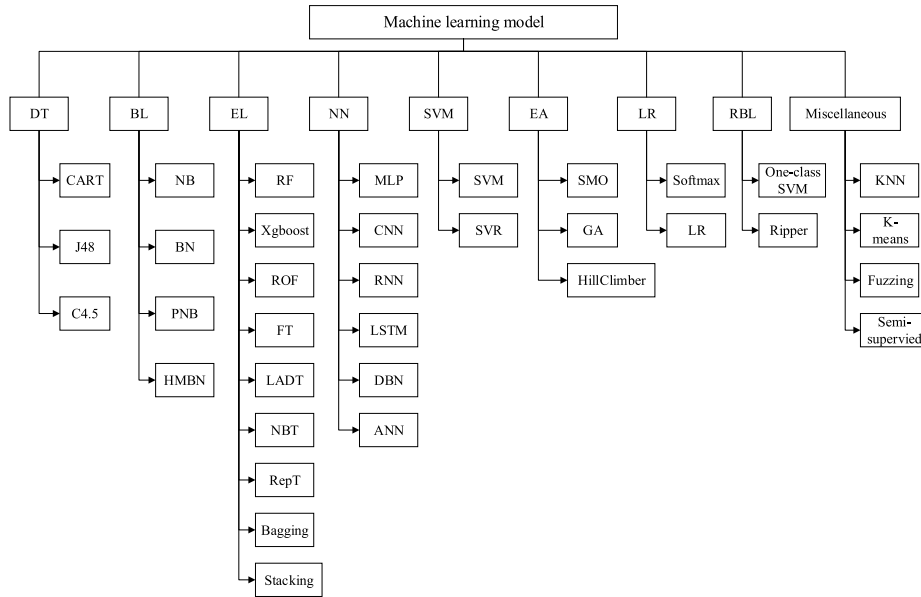 Machine learning model
DT
BL
EL
NN
SVM
EA
LR
RBL
Miscellaneous
CART
J48
C4.5
NB
BN
PNB
HMBN
RF
Xgboost
ROF
FT
LADT
NBT
RepT
Bagging
Stacking
MLP
CNN
RNN
LSTM
DBN
ANN
SVM
SVR
SMO
GA
HillClimber
Softmax
LR
One-class
SVM
Ripper
KNN
K-
means
Fuzzing
Semi-
supervied